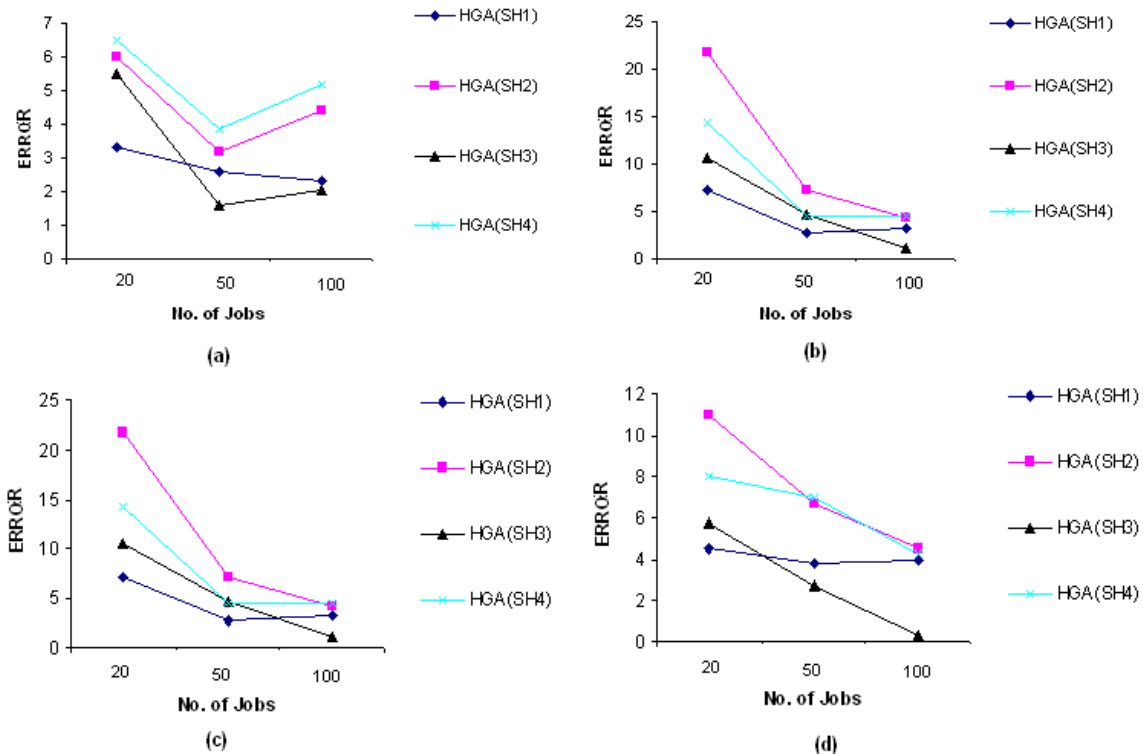 7
6
5
4
3
2
1
0
ERROR
20
50
100
No. of Jobs
HGA(SH1)
HGA(SH2)
HGA(SH3)
HGA(SH4)
(a)
25
20
15
10
5
0
ERROR
20
50
100
No. of Jobs
HGA(SH1)
HGA(SH2)
HGA(SH3)
HGA(SH4)
(b)
25
20
15
10
5
0
ERROR
20
50
100
No. of Jobs
HGA(SH1)
HGA(SH2)
HGA(SH3)
HGA(SH4)
(c)
12
10
8
6
4
2
0
ERROR
20
50
100
No. of Jobs
HGA(SH1)
HGA(SH2)
HGA(SH3)
HGA(SH4)
(d)